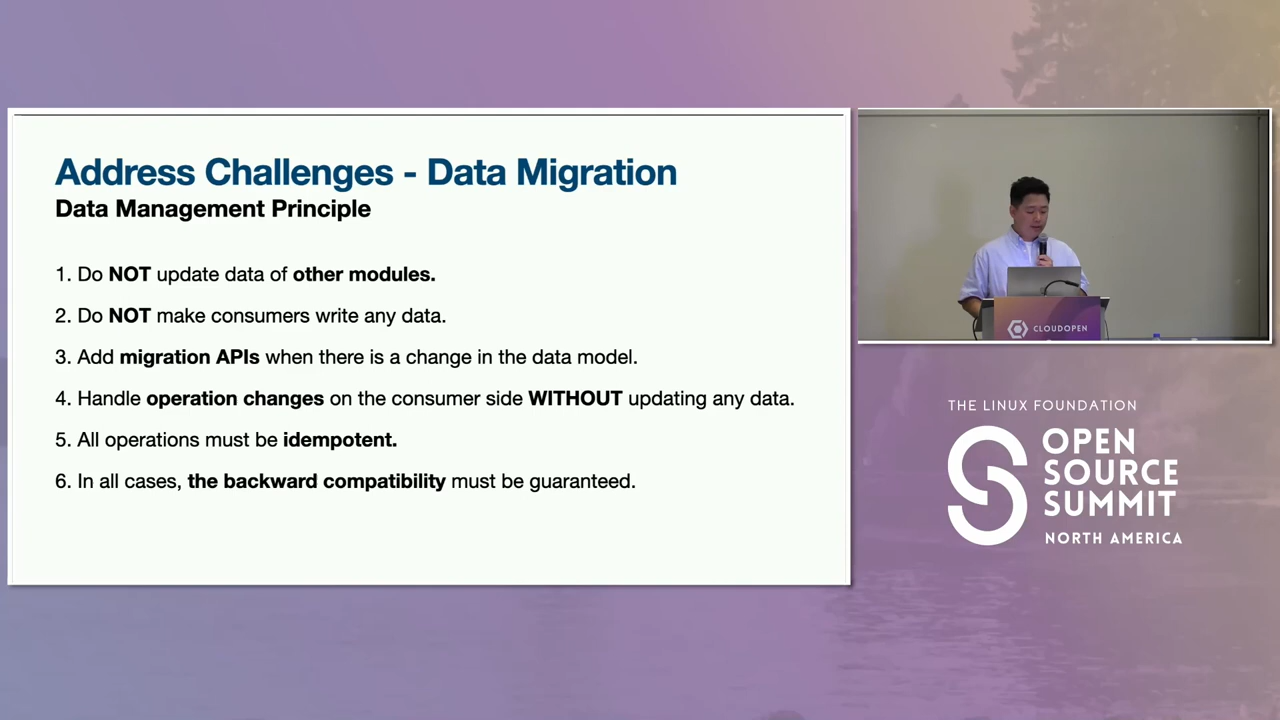 Address Challenges - Data Migration
Data Management Principle
1. Do NOT update data of other modules.
2. Do NOT make consumers write any data.
3. Add migration APIs when there is a change in the data model.
4. Handle operation changes on the consumer side WITHOUT updating any data.
5. All operations must be idempotent.
6. In all cases, the backward compatibility must be guaranteed.
CLOUDOPEN
THE LINUX FOUNDATION
OPEN
SOURCE
SUMMIT
NORTH AMERICA